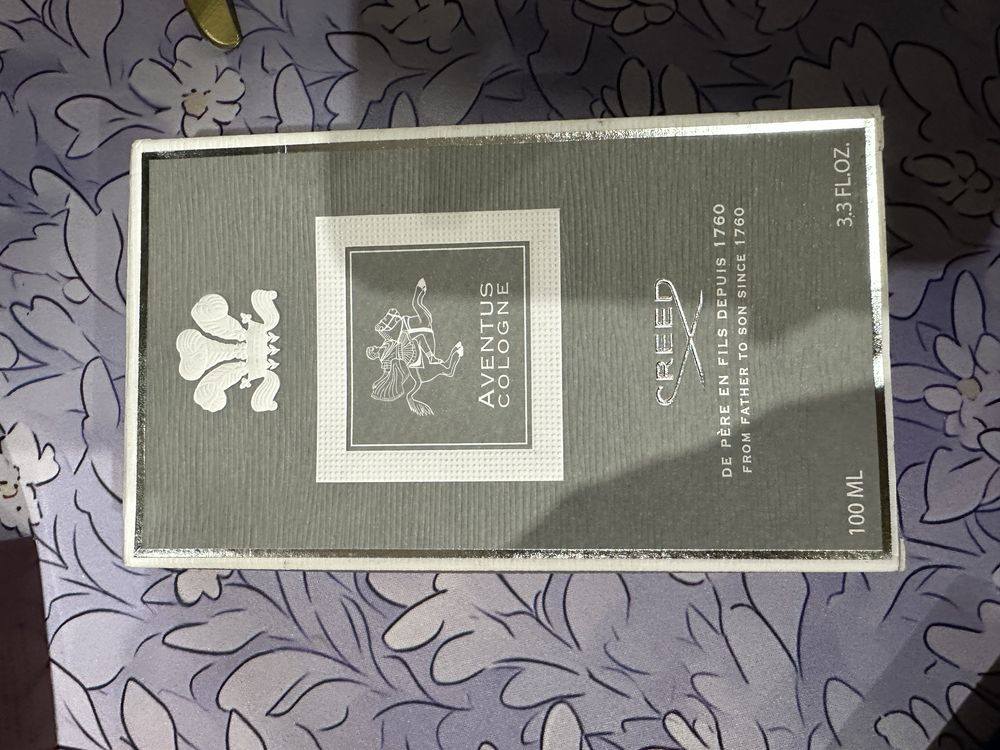 AVENTUS
COLOGNE
CREED
DE PÈRE EN FILS DEPUIS 1760
FROM FATHER TO SON SINCE 1760
100 ML 3.3 FL.OZ.